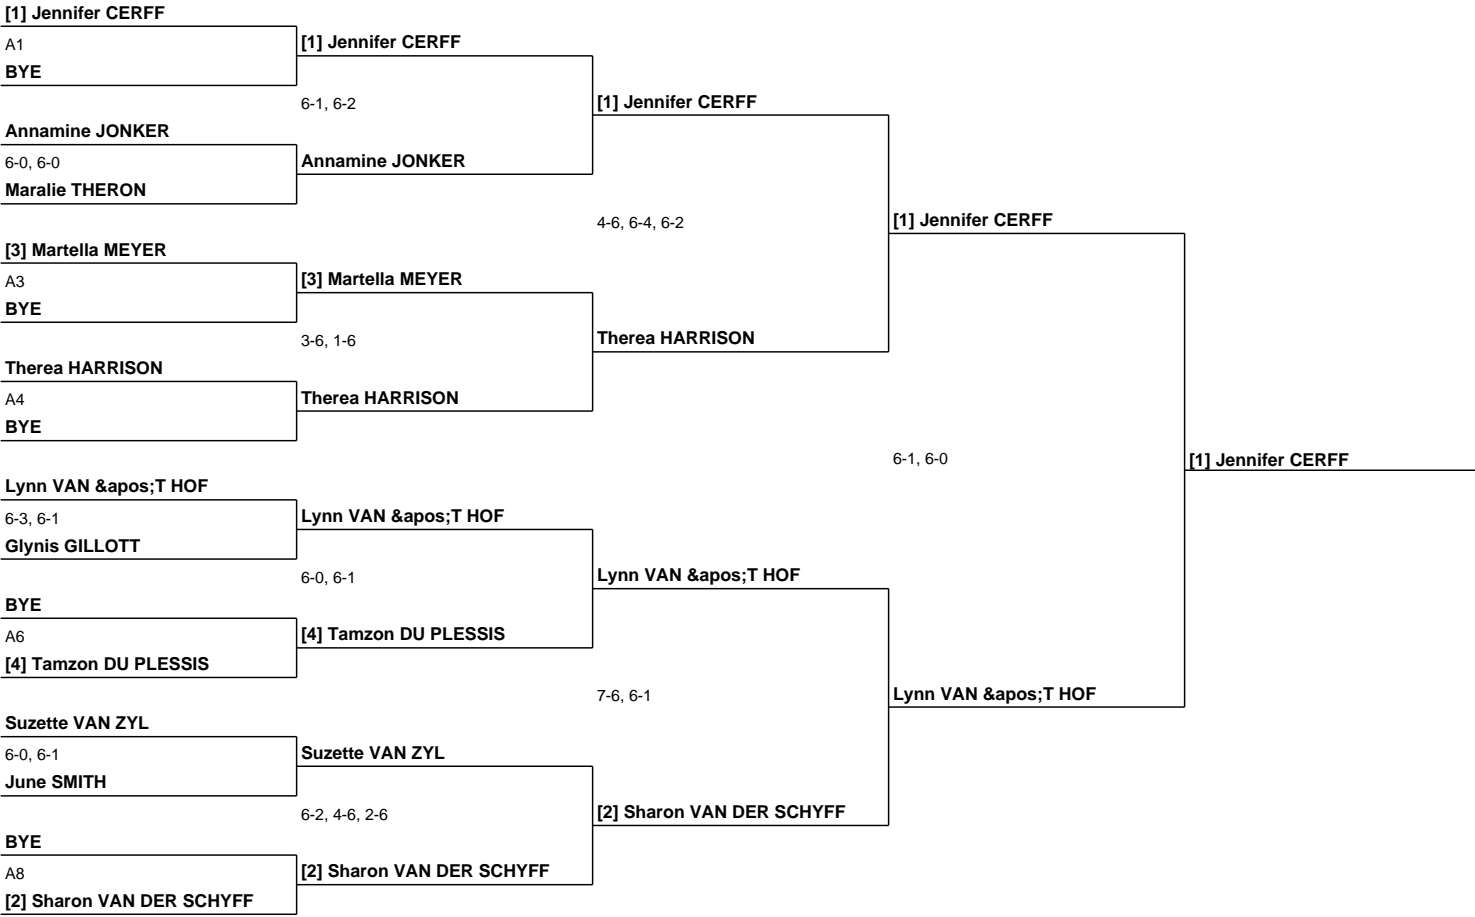 [1] Jennifer CERFF
A1
BYE
Annamine JONKER
6-0, 6-0
Maralie THERON
[3] Martella MEYER
A3
BYE
Therea HARRISON
A4
BYE
Lynn VAN &apos;T HOF
6-3, 6-1
Glynis GILLOTT
BYE
A6
[4] Tamzon DU PLESSIS
Suzette VAN ZYL
6-0, 6-1
June SMITH
BYE
A8
[2] Sharon VAN DER SCHYFF
[1] Jennifer CERFF
6-1, 6-2
Annamine JONKER
[3] Martella MEYER
3-6, 1-6
Therea HARRISON
Lynn VAN &apos;T HOF
6-0, 6-1
[4] Tamzon DU PLESSIS
Suzette VAN ZYL
6-2, 4-6, 2-6
[2] Sharon VAN DER SCHYFF
[1] Jennifer CERFF
4-6, 6-4, 6-2
Therea HARRISON
Lynn VAN &apos;T HOF
7-6, 6-1
[2] Sharon VAN DER SCHYFF
[1] Jennifer CERFF
6-1, 6-0
Lynn VAN &apos;T HOF
[1] Jennifer CERFF